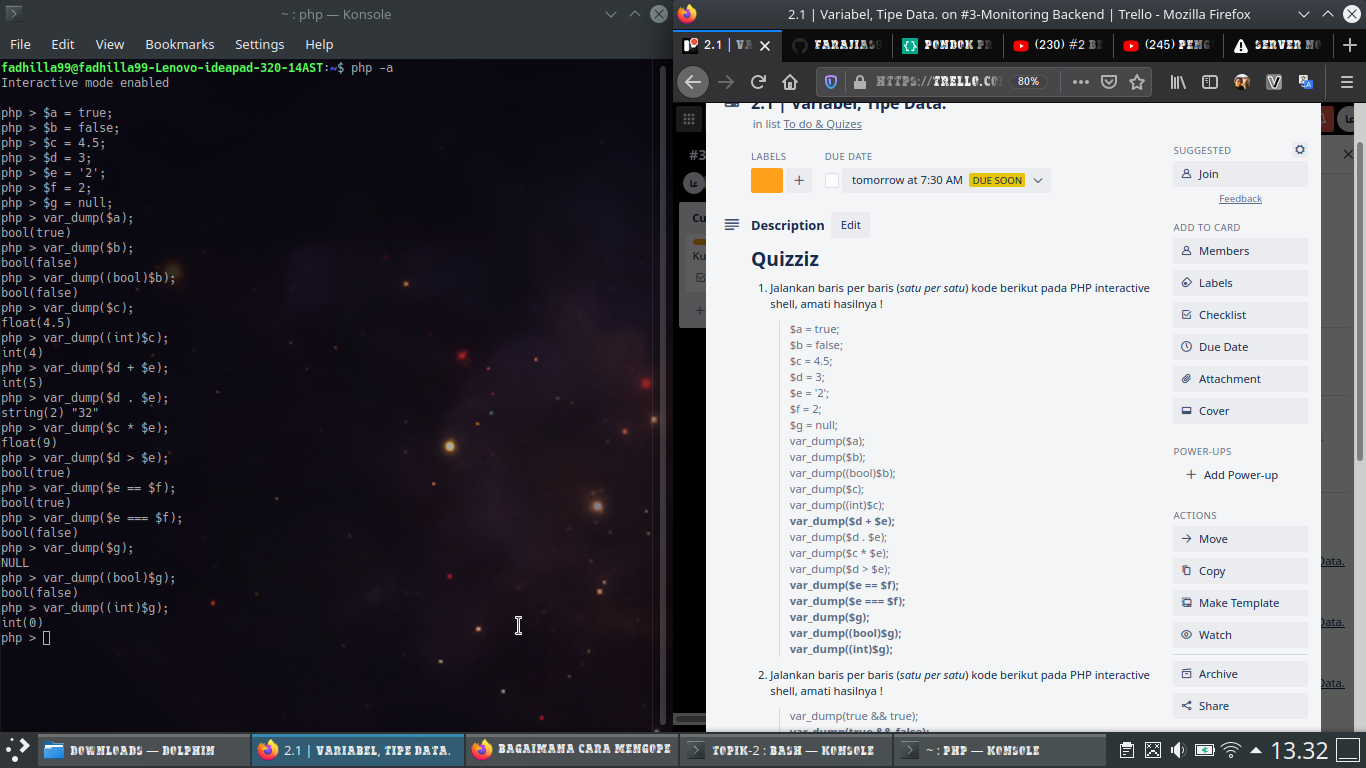 ~ : php — Konsole
File Edit View Bookmarks Settings Help
fadhilla99@fadhilla99-Lenovo-ideapad-320-14AST:~$ php -a
Interactive mode enabled
php > $a = true;
php > $b = false;
php > $c = 4.5;
php > $d = 3;
php > $e = '2';
php > $f = 2;
php > $g = null;
php > var_dump($a);
bool(true)
php > var_dump($b);
bool(false)
php > var_dump((bool)$b);
bool(false)
php > var_dump($c);
float(4.5)
php > var_dump((int)$c);
int(4)
php > var_dump($d + $e);
int(5)
php > var_dump($d . $e);
string(2) "32"
php > var_dump($c * $e);
float(9)
php > var_dump($d > $e);
bool(true)
php > var_dump($e == $f);
bool(true)
php > var_dump($e === $f);
bool(false)
php > var_dump($g);
NULL
php > var_dump((bool)$g);
bool(false)
php > var_dump((int)$g);
int(0)
php >
2.1 | Variabel, Tipe Data. on #3-Monitoring Backend | Trello - Mozilla Firefox
2.1 | VA FARAJIAS9 PONDOK PR (230) #2 BE (245) PENG SERVER NO
HTTPS://TRELLO.CO 80%
2.1 | Variabel, Tipe Data.
in list To do & Quizes
#3
LABELS DUE DATE
tomorrow at 7:30 AM DUE SOON
Cu
Ku
Description Edit
Quizziz
1. Jalankan baris per baris (satu per satu) kode berikut pada PHP interactive
shell, amati hasilnya !
$a = true;
$b = false;
$c = 4.5;
$d = 3;
$e = '2';
$f = 2;
$g = null;
var_dump($a);
var_dump($b);
var_dump((bool)$b);
var_dump($c);
var_dump((int)$c);
var_dump($d + $e);
var_dump($d . $e);
var_dump($c * $e);
var_dump($d > $e);
var_dump($e == $f);
var_dump($e === $f);
var_dump($g);
var_dump((bool)$g);
var_dump((int)$g);
2. Jalankan baris per baris (satu per satu) kode berikut pada PHP interactive
shell, amati hasilnya !
var_dump(true && true);
var_dump(true && false);
SUGGESTED
Join
Feedback
ADD TO CARD
Members
Labels
Checklist
Due Date
Attachment
Cover
POWER-UPS
Add Power-up
ACTIONS
Move
Copy
Make Template
Watch
Archive
Share
Data.
Data.
Data.
DOWNLOADS — DOLPHIN 2.1 | VARIABEL, TIPE DATA. BAGAIMANA CARA MENGOPE TOPIK-2 : BASH — KONSOLE ~ : PHP — KONSOLE 13.32